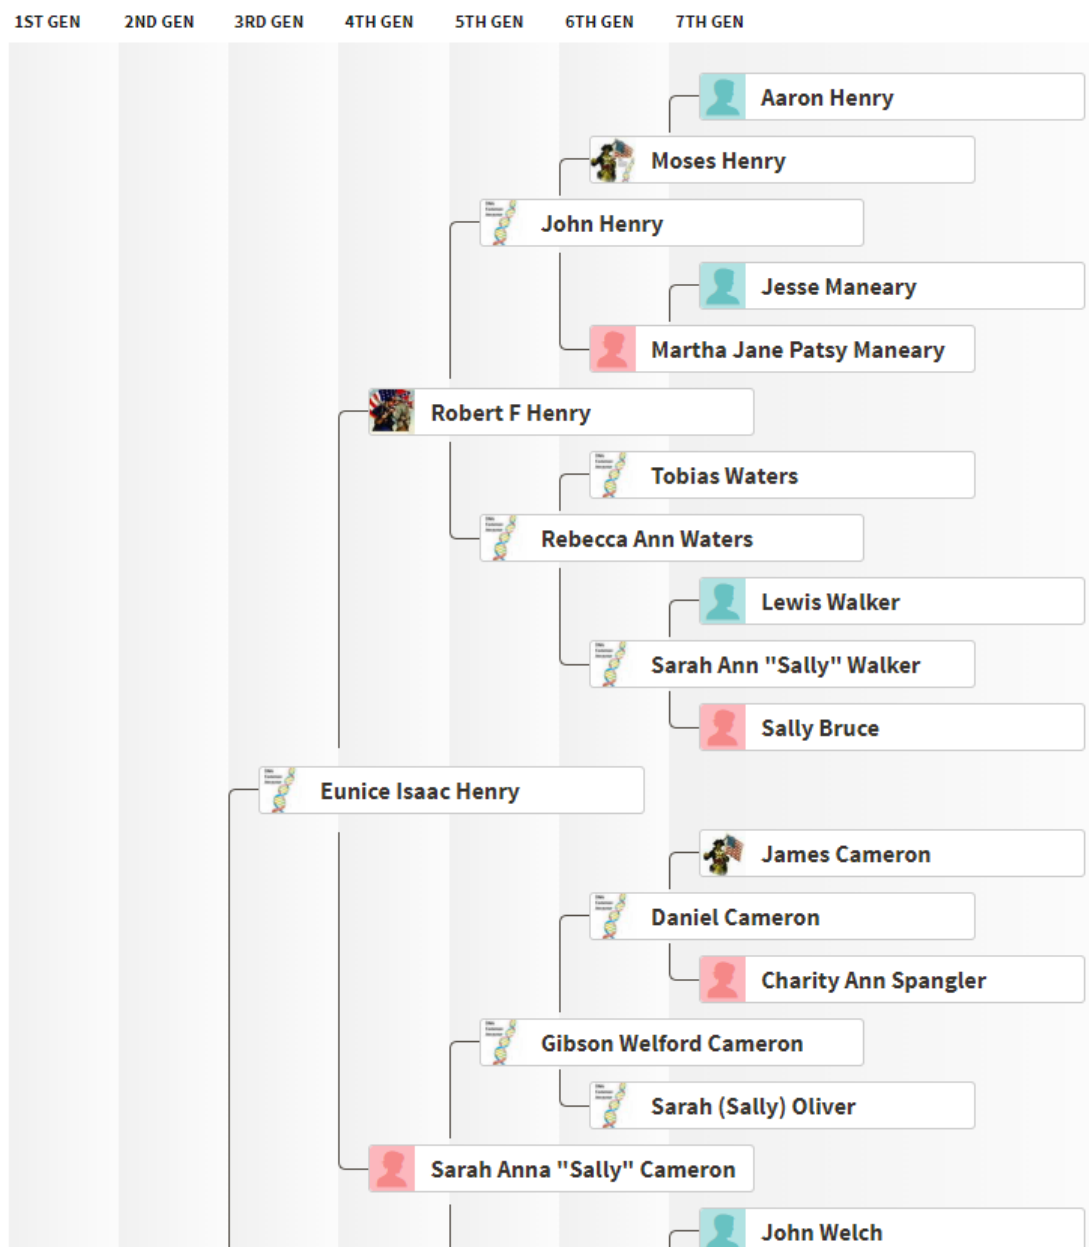 1ST GEN 2ND GEN 3RD GEN 4TH GEN 5TH GEN 6TH GEN 7TH GEN
Aaron Henry
Moses Henry
John Henry
Jesse Maneary
Martha Jane Patsy Maneary
Robert F Henry
Tobias Waters
Rebecca Ann Waters
Lewis Walker
Sarah Ann "Sally" Walker
Sally Bruce
Eunice Isaac Henry
James Cameron
Daniel Cameron
Charity Ann Spangler
Gibson Welford Cameron
Sarah (Sally) Oliver
Sarah Anna "Sally" Cameron
John Welch